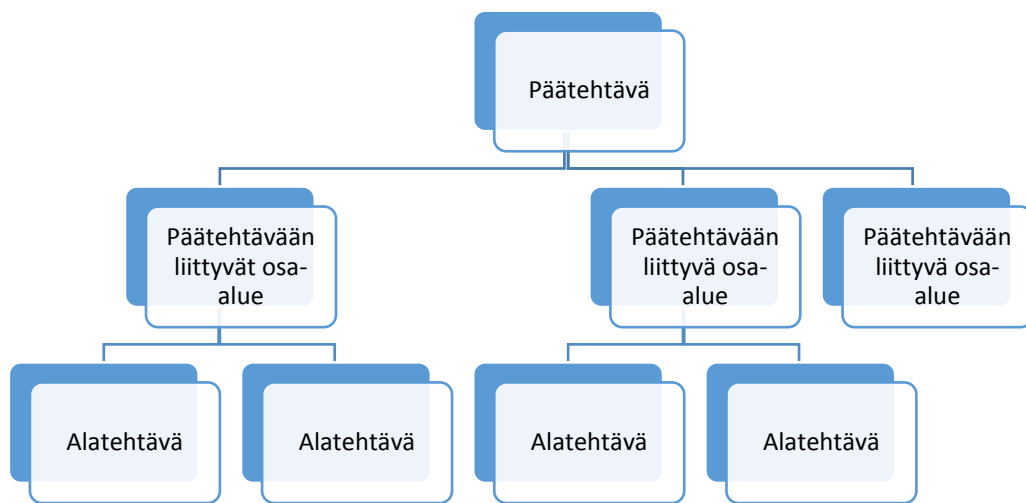 Päätehtävä
Päätehtävään
liittyvät osa-
alue
Päätehtävään
liittyvä osa-
alue
Päätehtävään
liittyvä osa-
alue
Alatehtävä
Alatehtävä
Alatehtävä
Alatehtävä